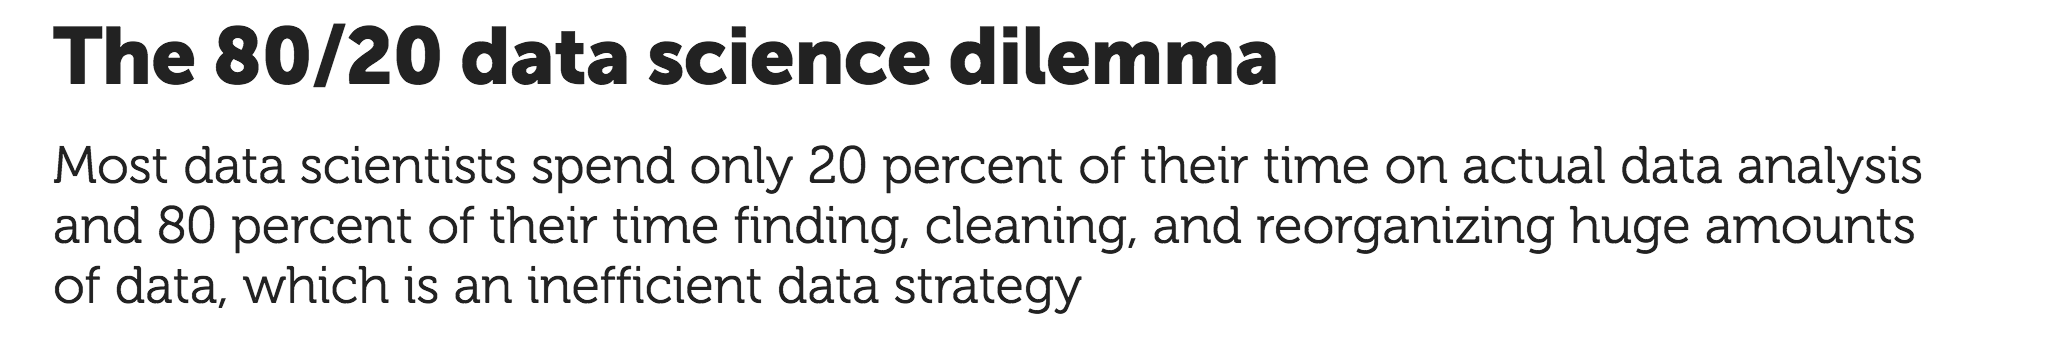 The 80/20 data science dilemma
Most data scientists spend only 20 percent of their time on actual data analysis
and 80 percent of their time finding, cleaning, and reorganizing huge amounts
of data, which is an inefficient data strategy